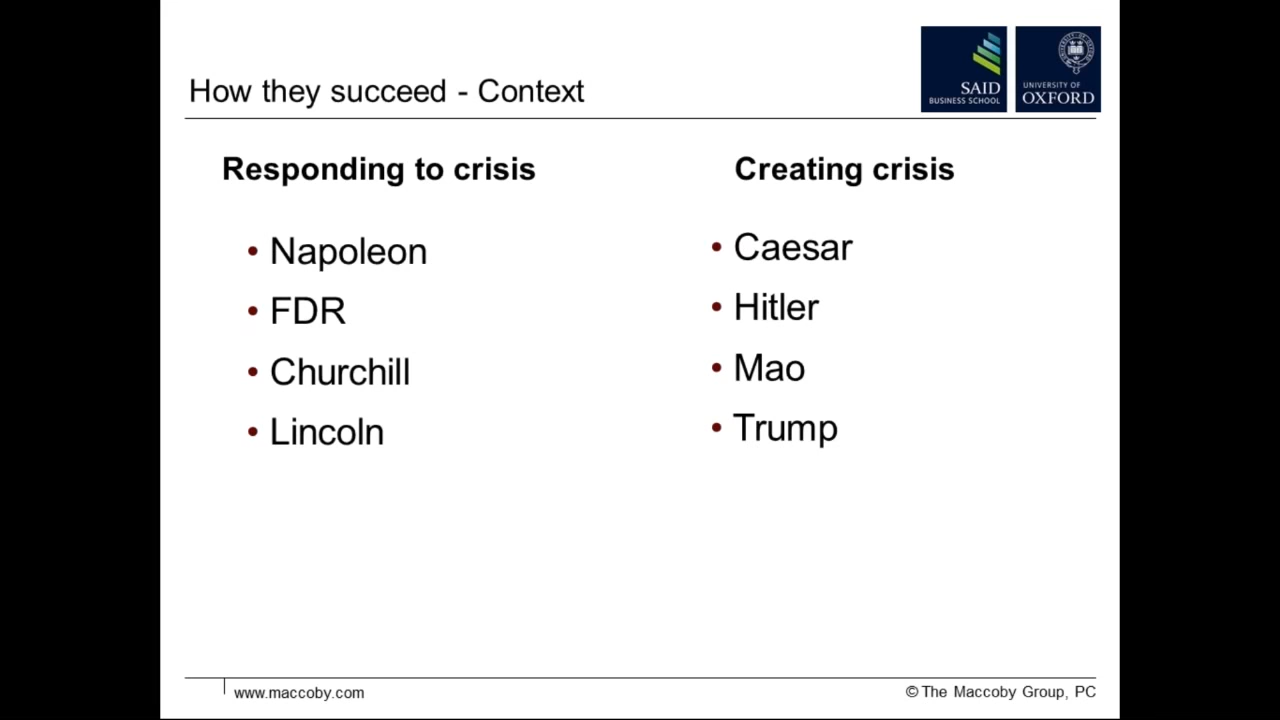 How they succeed - Context
SAID
BUSINESS SCHOOL
UNIVERSITY OF
OXFORD
Responding to crisis
• Napoleon
• FDR
• Churchill
• Lincoln
Creating crisis
• Caesar
• Hitler
• Mao
• Trump
www.maccoby.com
© The Maccoby Group, PC